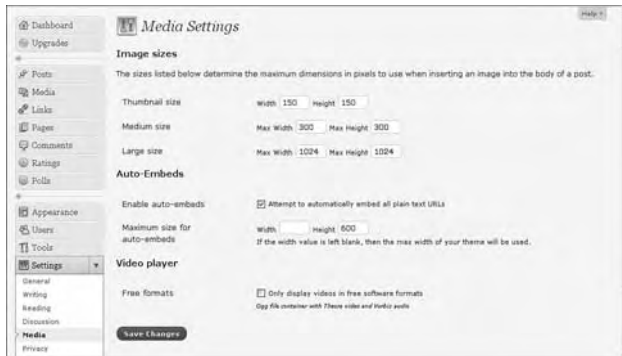 Help
Dashboard
Upgrades
Posts
Media
Links
Pages
Comments
Ratings
Polls
Appearance
Users
Tools
Settings
General
Writing
Reading
Discussion
Media
Privacy
Media Settings
Image sizes
The sizes listed below determine the maximum dimensions in pixels to use when inserting an image into the body of a post.
Thumbnail size Width 150 Height 150
Medium size Max Width 300 Max Height 300
Large size Max Width 1024 Max Height 1024
Auto-Embeds
Enable auto-embeds Attempt to automatically embed all plain text URLs
Maximum size for Width Height 600
auto-embeds If the width value is left blank, then the max width of your theme will be used.
Video player
Free formats Only display videos in free software formats
Ogg file container with Theora video and Vorbis audio
Save Changes